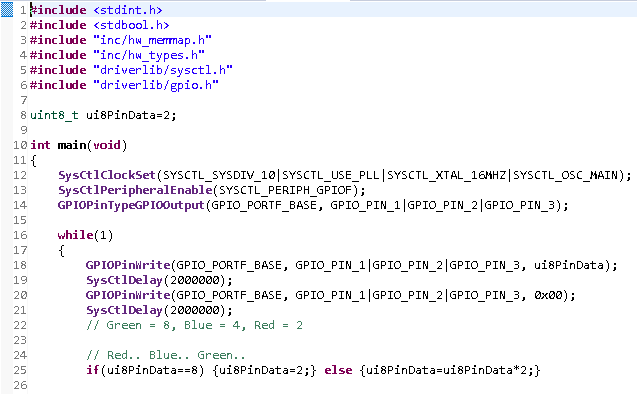 1 #include <stdint.h>
2 #include <stdbool.h>
3 #include "inc/hw_memmap.h"
4 #include "inc/hw_types.h"
5 #include "driverlib/sysctl.h"
6 #include "driverlib/gpio.h"
7
8 uint8_t ui8PinData=2;
9
10 int main(void)
11 {
12     SysCtlClockSet(SYSCTL_SYSDIV_10|SYSCTL_USE_PLL|SYSCTL_XTAL_16MHZ|SYSCTL_OSC_MAIN);
13     SysCtlPeripheralEnable(SYSCTL_PERIPH_GPIOF);
14     GPIOPinTypeGPIOOutput(GPIO_PORTF_BASE, GPIO_PIN_1|GPIO_PIN_2|GPIO_PIN_3);
15
16     while(1)
17     {
18         GPIOPinWrite(GPIO_PORTF_BASE, GPIO_PIN_1|GPIO_PIN_2|GPIO_PIN_3, ui8PinData);
19         SysCtlDelay(2000000);
20         GPIOPinWrite(GPIO_PORTF_BASE, GPIO_PIN_1|GPIO_PIN_2|GPIO_PIN_3, 0x00);
21         SysCtlDelay(2000000);
22         // Green = 8, Blue = 4, Red = 2
23
24         // Red.. Blue.. Green..
25         if(ui8PinData==8) {ui8PinData=2;} else {ui8PinData=ui8PinData*2;}
26